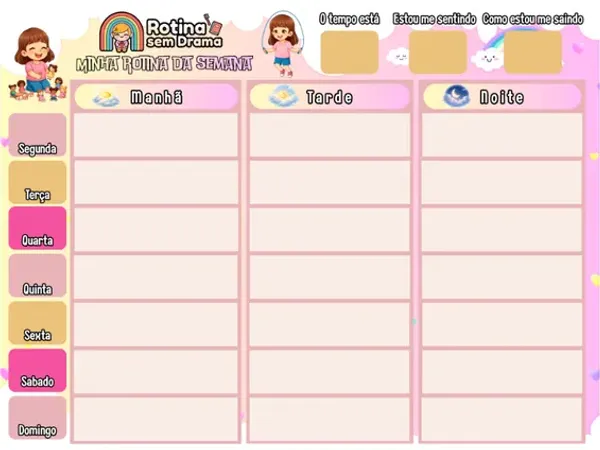 Rotina
sem Drama
MINHA ROTINA DA SEMANA
O tempo está
Estou me sentindo
Como estou me saindo
Manhã
Tarde
Noite
Segunda
Terça
Quarta
Quinta
Sexta
Sabado
Domingo